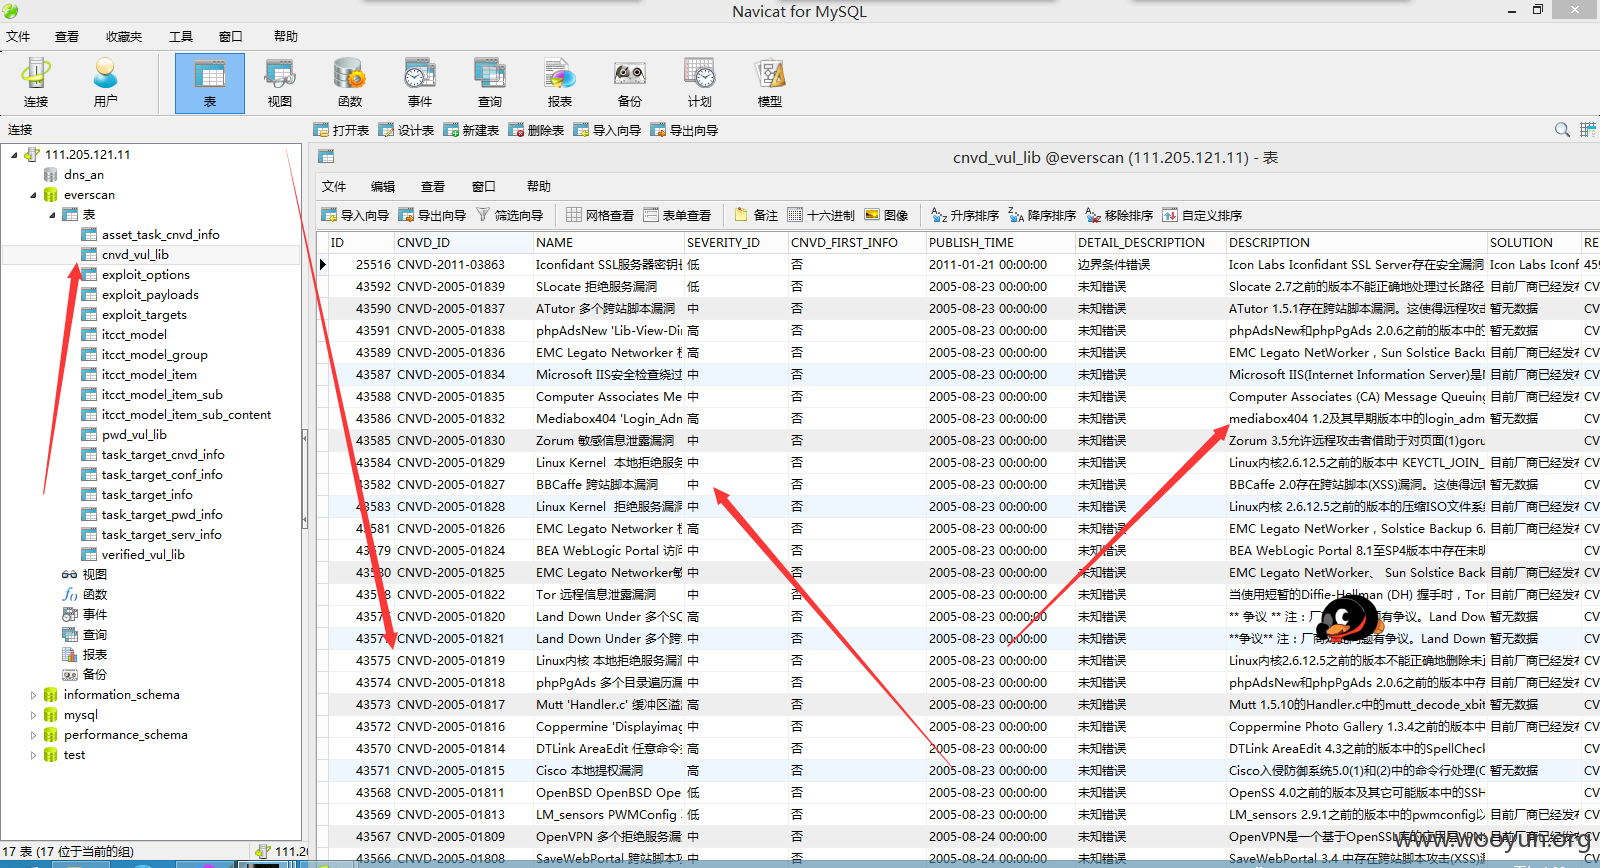 Navicat for MySQL
文件 查看 收藏夹 工具 窗口 帮助
连接 用户 表 视图 函数 事件 查询 报表 备份 计划 模型
连接 打开表 设计表 新建表 删除表 导入向导 导出向导
111.205.121.11
dns_an
everscan
表
asset_task_cnvd_info
cnvd_vul_lib
exploit_options
exploit_payloads
exploit_targets
itcct_model
itcct_model_group
itcct_model_item
itcct_model_item_sub
itcct_model_item_sub_content
pwd_vul_lib
task_target_cnvd_info
task_target_conf_info
task_target_info
task_target_pwd_info
task_target_serv_info
verified_vul_lib
视图
函数
事件
查询
报表
备份
information_schema
mysql
performance_schema
test
17 表 (17 位于当前的组) 111.20
cnvd_vul_lib @everscan (111.205.121.11) - 表
文件 编辑 查看 窗口 帮助
导入向导 导出向导 筛选向导 网格查看 表单查看 备注 十六进制 图像 升序排序 降序排序 移除排序 自定义排序
ID CNVD_ID NAME SEVERITY_ID CNVD_FIRST_INFO PUBLISH_TIME DETAIL_DESCRIPTION DESCRIPTION SOLUTION RE
25516 CNVD-2011-03863 Iconfidant SSL服务器密钥 低 否 2011-01-21 00:00:00 边界条件错误 Icon Labs Iconfidant SSL Server存在安全漏洞 Icon Labs Iconf 459
43592 CNVD-2005-01839 SLocate 拒绝服务漏洞 低 否 2005-08-23 00:00:00 未知错误 Slocate 2.7之前的版本不能正确地处理过长路径 目前厂商已经发布 CV
43590 CNVD-2005-01837 ATutor 多个跨站脚本漏洞 中 否 2005-08-23 00:00:00 未知错误 ATutor 1.5.1存在跨站脚本漏洞。这使得远程攻击 暂无数据 CV
43591 CNVD-2005-01838 phpAdsNew 'Lib-View-Di 高 否 2005-08-23 00:00:00 未知错误 phpAdsNew和phpPgAds 2.0.6之前的版本中的 暂无数据 CV
43589 CNVD-2005-01836 EMC Legato Networker 高 否 2005-08-23 00:00:00 未知错误 EMC Legato NetWorker，Sun Solstice Backu 目前厂商已经发布 CV
43587 CNVD-2005-01834 Microsoft IIS安全检查绕过 中 否 2005-08-23 00:00:00 未知错误 Microsoft IIS(Internet Information Server)是 目前厂商已经发布 CV
43588 CNVD-2005-01835 Computer Associates Me 中 否 2005-08-23 00:00:00 未知错误 Computer Associates (CA) Message Queuing 目前厂商已经发布 CV
43586 CNVD-2005-01832 Mediabox404 'Login_Adm 高 否 2005-08-23 00:00:00 未知错误 mediabox404 1.2及其早期版本中的login_adm 暂无数据 CV
43585 CNVD-2005-01830 Zorum 敏感信息泄露漏洞 中 否 2005-08-23 00:00:00 未知错误 Zorum 3.5允许远程攻击者借助于对页面(1)goru CV
43584 CNVD-2005-01829 Linux Kernel 本地拒绝服务 中 否 2005-08-23 00:00:00 未知错误 Linux内核2.6.12.5之前的版本中 KEYCTL_JOIN_ 目前厂商已经发布 CV
43582 CNVD-2005-01827 BBCaffe 跨站脚本漏洞 中 否 2005-08-23 00:00:00 未知错误 BBCaffe 2.0存在跨站脚本(XSS)漏洞。这使得远程 暂无数据 CV
43583 CNVD-2005-01828 Linux Kernel 拒绝服务漏洞 中 否 2005-08-23 00:00:00 未知错误 Linux内核 2.6.12.5之前的版本的压缩ISO文件系统 目前厂商已经发布 CV
43581 CNVD-2005-01826 EMC Legato Networker 高 否 2005-08-23 00:00:00 未知错误 EMC Legato NetWorker，Solstice Backup 6. 目前厂商已经发布 CV
43579 CNVD-2005-01824 BEA WebLogic Portal 访问 中 否 2005-08-23 00:00:00 未知错误 BEA WebLogic Portal 8.1至SP4版本中存在未明 目前厂商已经发布 CV
43580 CNVD-2005-01825 EMC Legato Networker敏 中 否 2005-08-23 00:00:00 未知错误 EMC Legato NetWorker、 Sun Solstice Back 目前厂商已经发布 CV
CNVD-2005-01822 Tor 远程信息泄露漏洞 中 否 2005-08-23 00:00:00 未知错误 当使用短暂的Diffie-Hellman (DH) 握手时，Tor 目前厂商已经发布 CV
CNVD-2005-01820 Land Down Under 多个SC 高 否 2005-08-23 00:00:00 未知错误 ** 争议 ** 注：厂 有争议。Land Dow 暂无数据 CV
CNVD-2005-01821 Land Down Under 多个跨 中 否 2005-08-23 00:00:00 未知错误 **争议** 注：厂商 有争议。Land Down 暂无数据 CV
43575 CNVD-2005-01819 Linux内核 本地拒绝服务漏洞 中 否 2005-08-23 00:00:00 未知错误 Linux内核2.6.12.5之前的版本不能正确地删除未 目前厂商已经发布 CV
43574 CNVD-2005-01818 phpPgAds 多个目录遍历漏 中 否 2005-08-23 00:00:00 未知错误 phpAdsNew和phpPgAds 2.0.6之前的版本中存 目前厂商已经发布 CV
43573 CNVD-2005-01817 Mutt 'Handler.c' 缓冲区溢 高 否 2005-08-23 00:00:00 未知错误 Mutt 1.5.10的Handler.c中的mutt_decode_xbit 暂无数据 CV
43572 CNVD-2005-01816 Coppermine 'Displayimag 中 否 2005-08-23 00:00:00 未知错误 Coppermine Photo Gallery 1.3.4之前的版本中 目前厂商已经发布 CV
43570 CNVD-2005-01814 DTLink AreaEdit 任意命令 高 否 2005-08-23 00:00:00 未知错误 DTLink AreaEdit 4.3之前的版本中的SpellCheck CV
43571 CNVD-2005-01815 Cisco 本地提权漏洞 高 否 2005-08-23 00:00:00 未知错误 Cisco入侵防御系统5.0(1)和(2)中的命令行处理(C 暂无数据 CV
43568 CNVD-2005-01811 OpenBSD OpenBSD Ope 低 否 2005-08-23 00:00:00 未知错误 OpenSS 4.0之前的版本及其它可能版本中的SSH CV
43569 CNVD-2005-01813 LM_sensors PWMConfig 低 否 2005-08-23 00:00:00 未知错误 LM_sensors 2.9.1之前的版本中的pwmconfig以 目前厂商已经发布 CV
43567 CNVD-2005-01809 OpenVPN 多个拒绝服务漏 中 否 2005-08-24 00:00:00 未知错误 OpenVPN是一个基于OpenSSL库的应用层VPN 目前厂商已经发布 CV
43566 CNVD-2005-01808 SaveWebPortal 跨站脚本 中 否 2005-08-23 00:00:00 未知错误 SaveWebPortal 3.4 中存在跨站脚本攻击(XSS) 暂无数据 CV
www.wooyun.org